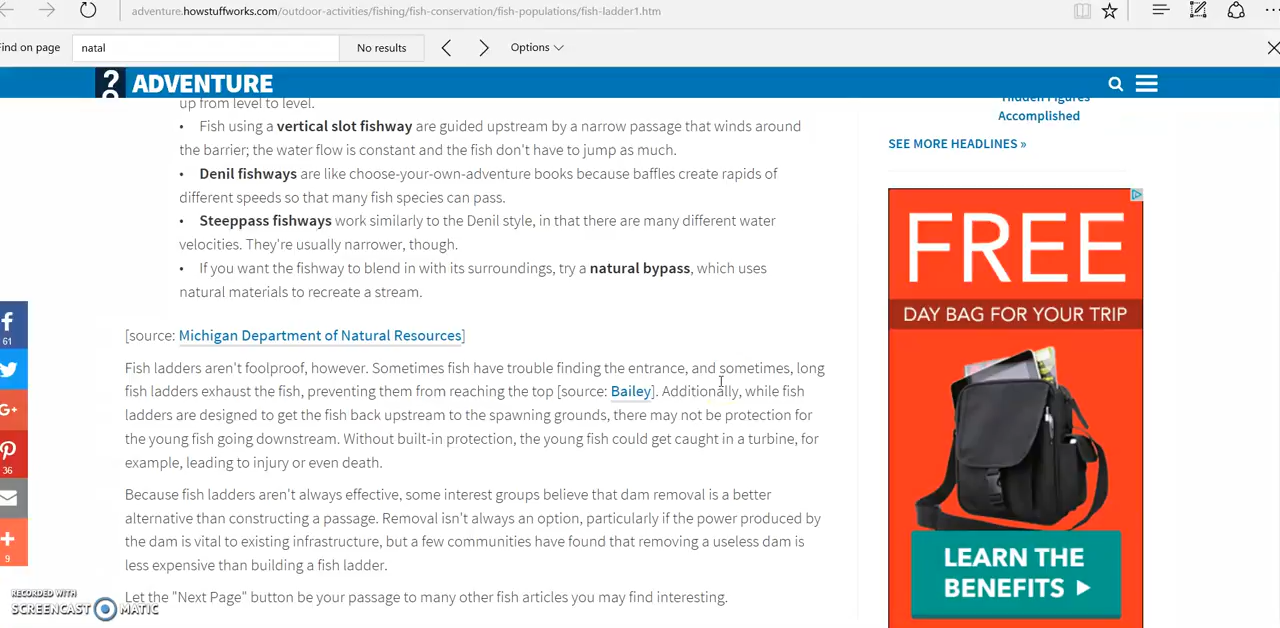 adventure.howstuffworks.com/outdoor-activities/fishing/fish-conservation/fish-populations/fish-ladder1.htm
Find on page natal No results Options
ADVENTURE
up from level to level.
• Fish using a vertical slot fishway are guided upstream by a narrow passage that winds around
the barrier; the water flow is constant and the fish don't have to jump as much.
• Denil fishways are like choose-your-own-adventure books because baffles create rapids of
different speeds so that many fish species can pass.
• Steeppass fishways work similarly to the Denil style, in that there are many different water
velocities. They're usually narrower, though.
• If you want the fishway to blend in with its surroundings, try a natural bypass, which uses
natural materials to recreate a stream.
[source: Michigan Department of Natural Resources]
Fish ladders aren't foolproof, however. Sometimes fish have trouble finding the entrance, and sometimes, long
fish ladders exhaust the fish, preventing them from reaching the top [source: Bailey]. Additionally, while fish
ladders are designed to get the fish back upstream to the spawning grounds, there may not be protection for
the young fish going downstream. Without built-in protection, the young fish could get caught in a turbine, for
example, leading to injury or even death.
Because fish ladders aren't always effective, some interest groups believe that dam removal is a better
alternative than constructing a passage. Removal isn't always an option, particularly if the power produced by
the dam is vital to existing infrastructure, but a few communities have found that removing a useless dam is
less expensive than building a fish ladder.
Let the "Next Page" button be your passage to many other fish articles you may find interesting.
Hidden Figures
Accomplished
SEE MORE HEADLINES »
FREE
DAY BAG FOR YOUR TRIP
LEARN THE
BENEFITS
61
G+
36
9
RECORDED WITH
SCREENCAST MATIC